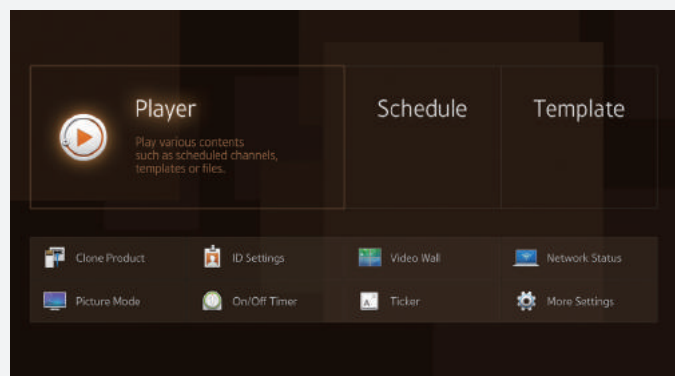 Player
Schedule
Template
Play various contents
such as scheduled channels,
templates or files.
Clone Product
ID Settings
Video Wall
Network Status
Picture Mode
On/Off Timer
A
Ticker
More Settings